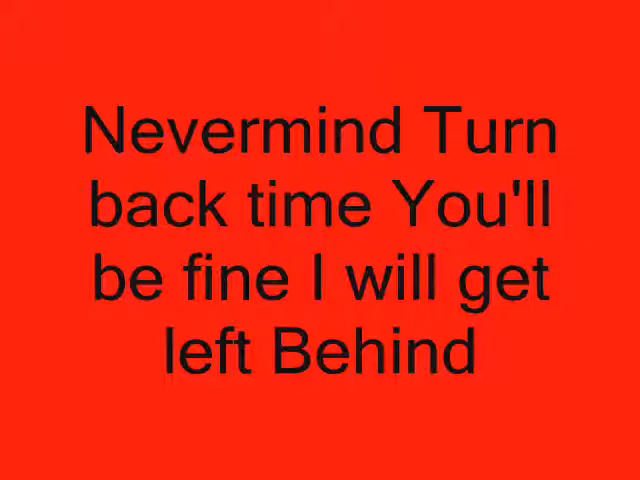 Nevermind Turn
back time You'll
be fine I will get
left Behind